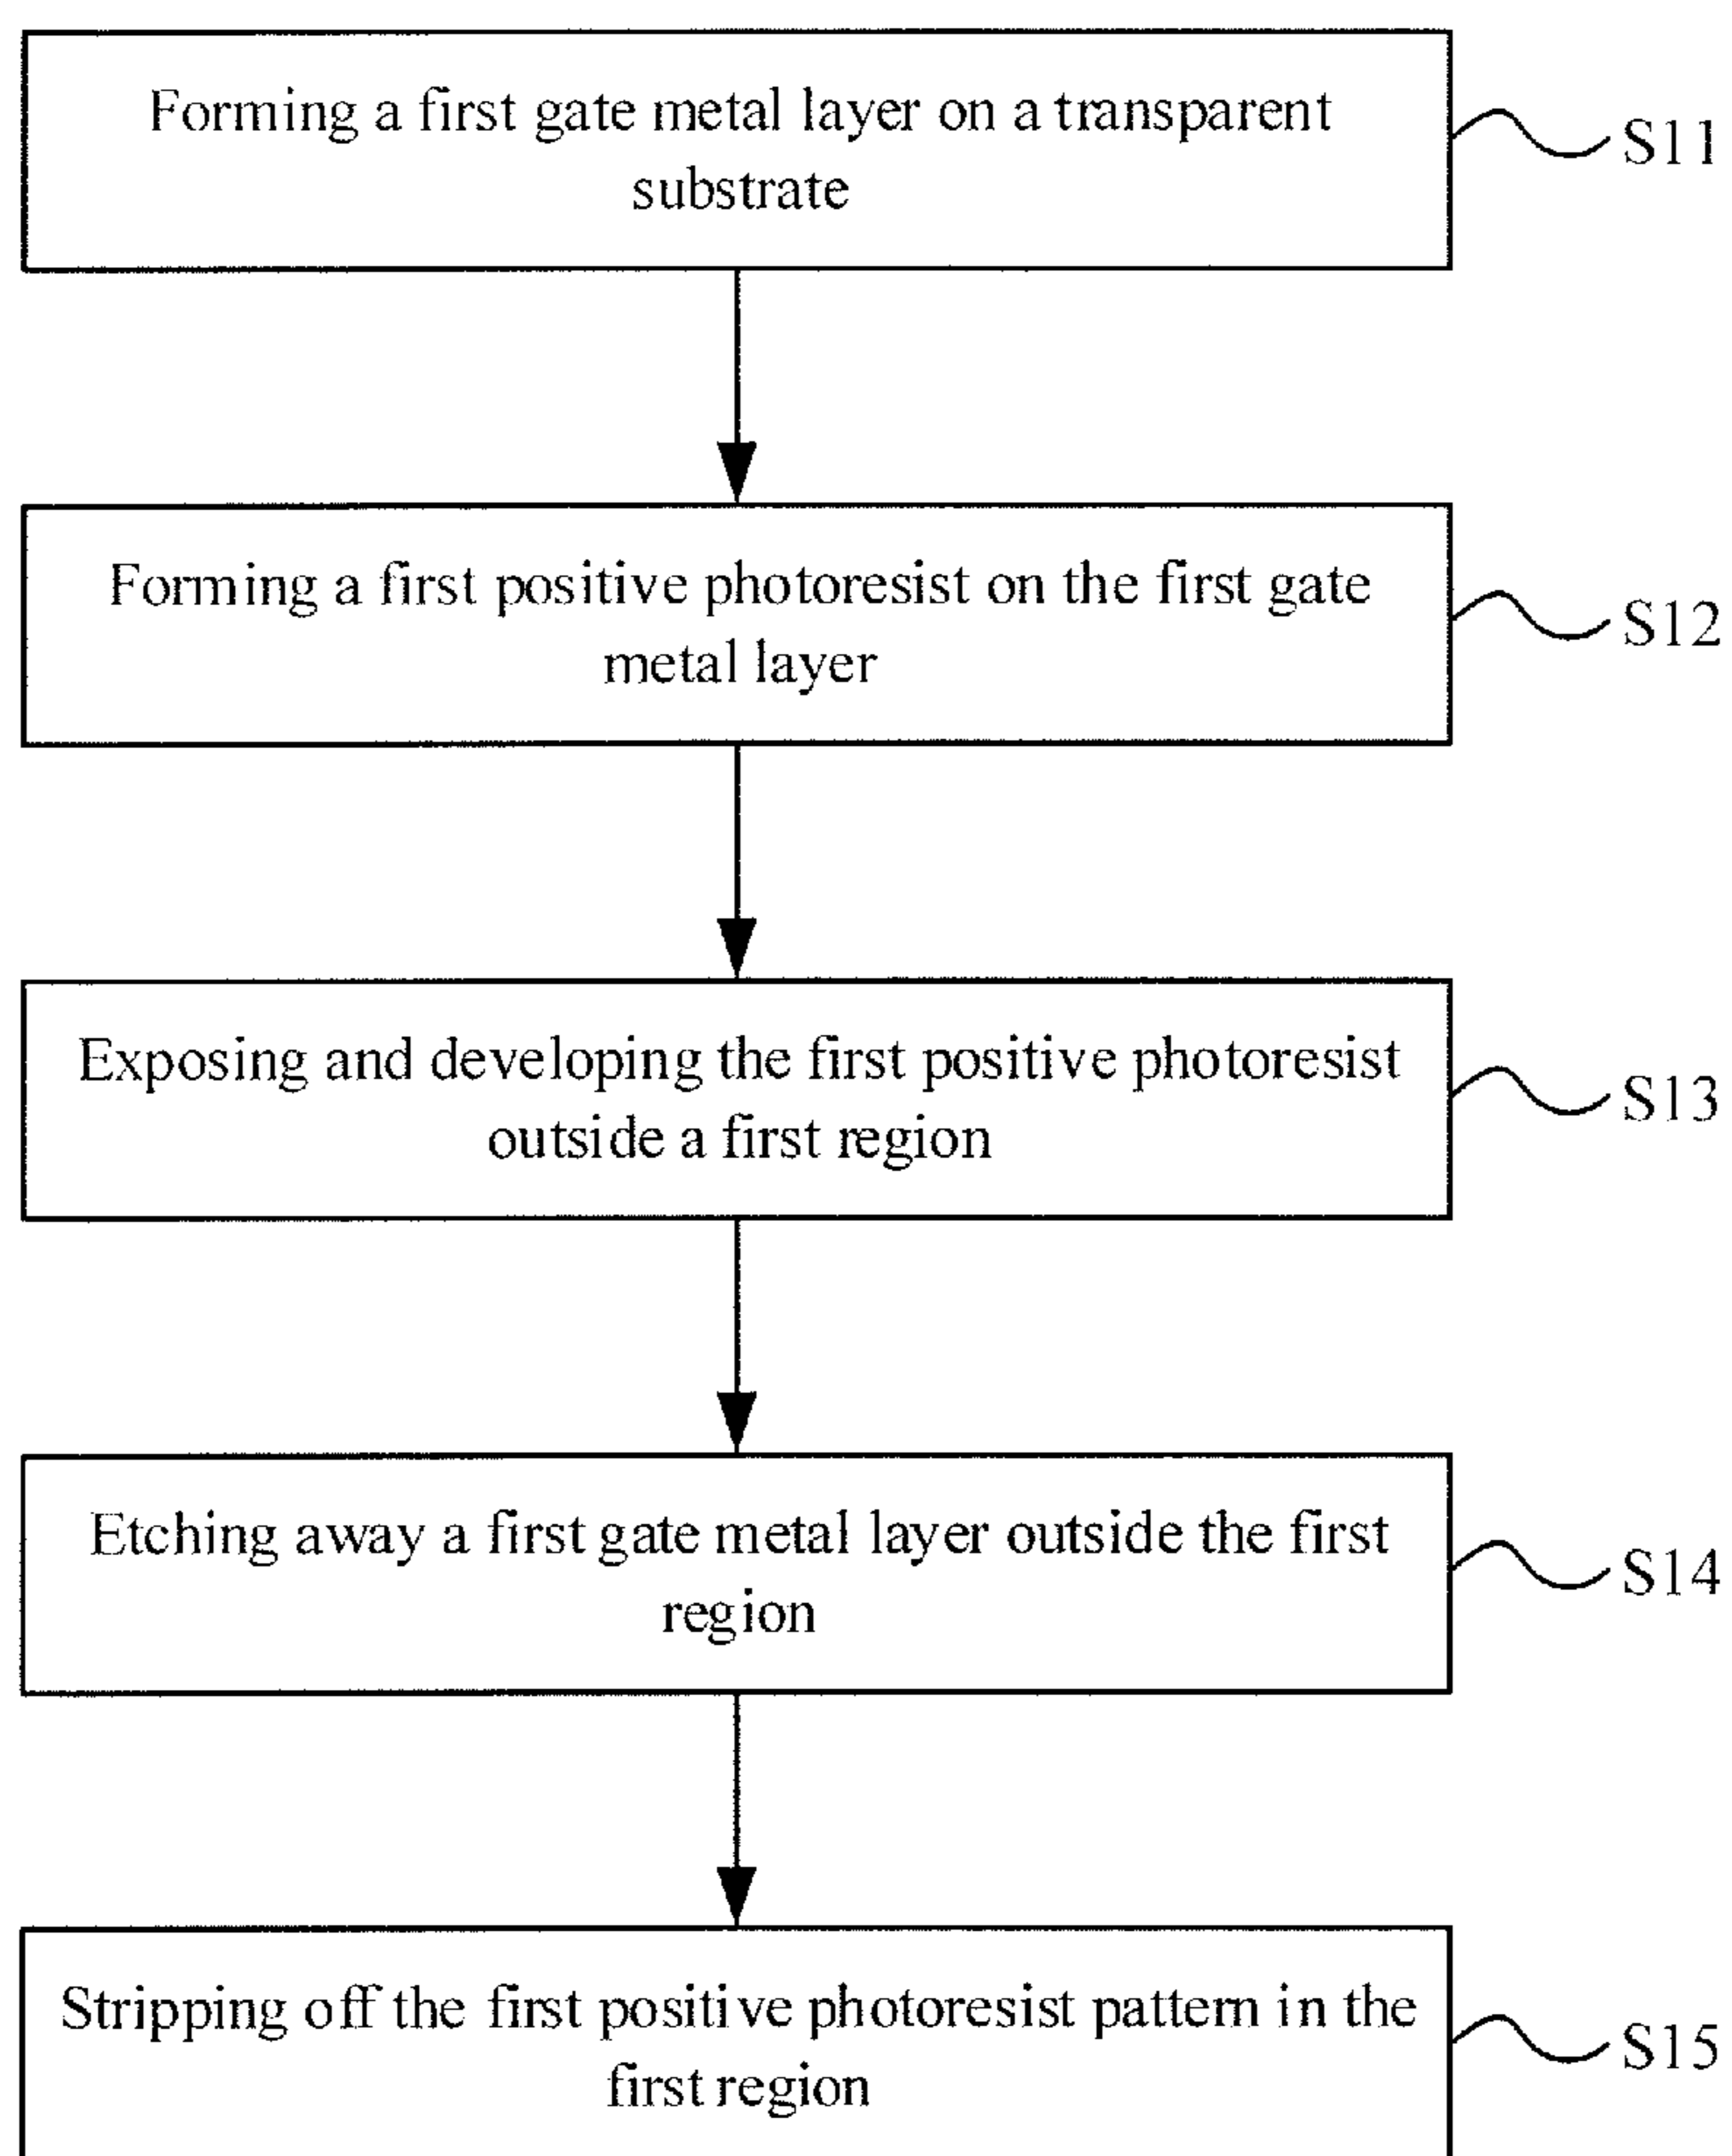 Forming a first gate metal layer on a transparent
substrate
S11
Forming a first positive photoresist on the first gate
metal layer
S12
Exposing and developing the first positive photoresist
outside a first region
S13
Etching away a first gate metal layer outside the first
region
S14
Stripping off the first positive photoresist pattern in the
first region
S15